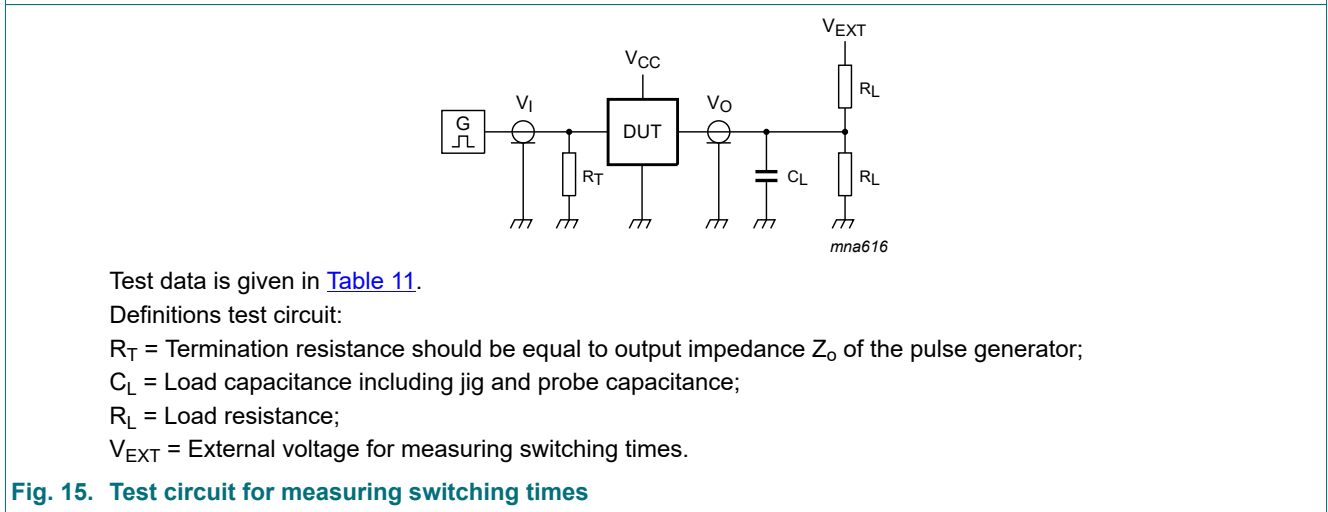 VEXT
VCC
RL
VI
VO
G
DUT
RT
CL
RL
mna616
Test data is given in Table 11.
Definitions test circuit:
RT = Termination resistance should be equal to output impedance Zo of the pulse generator;
CL = Load capacitance including jig and probe capacitance;
RL = Load resistance;
VEXT = External voltage for measuring switching times.
Fig. 15. Test circuit for measuring switching times